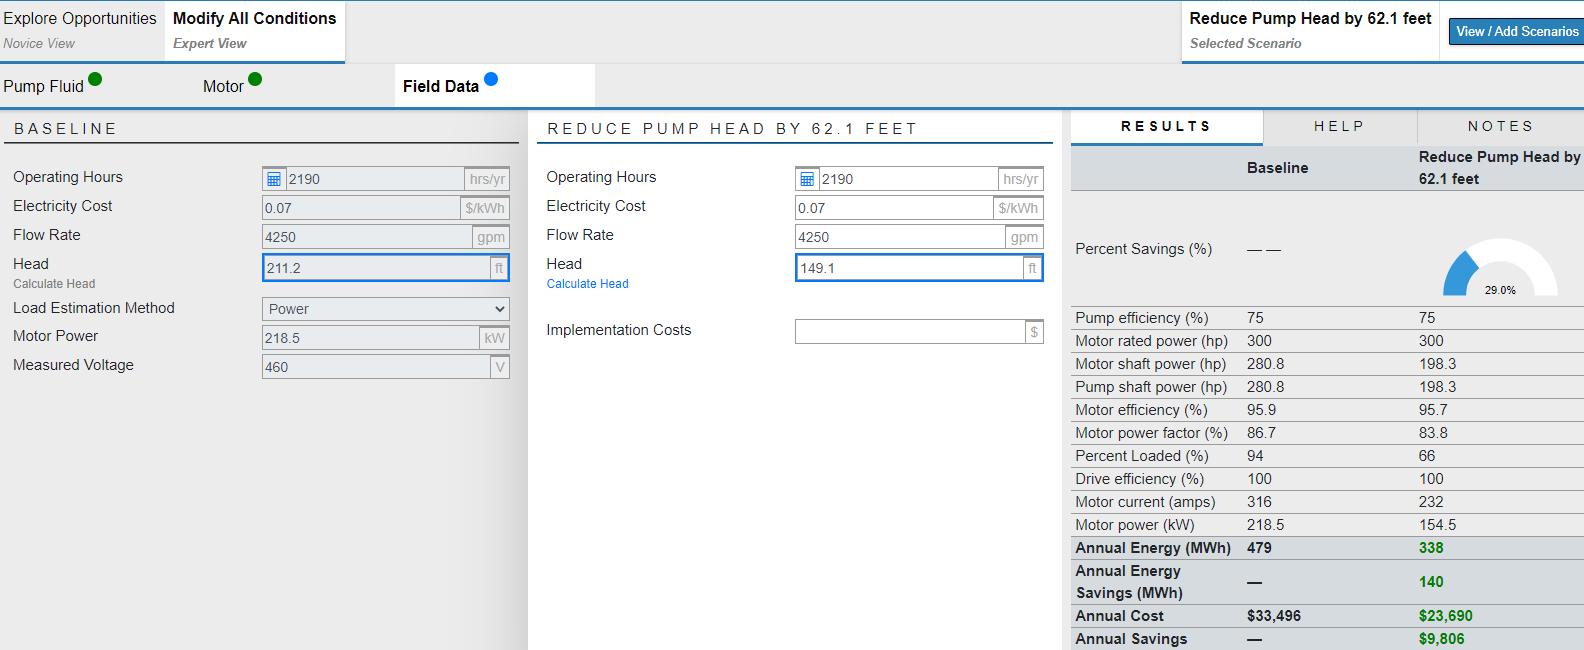 Explore Opportunities
Novice View
Modify All Conditions
Expert View
Reduce Pump Head by 62.1 feet
Selected Scenario
View / Add Scenarios
Pump Fluid
Motor
Field Data
BASELINE
Operating Hours 2190 hrs/yr
Electricity Cost 0.07 $/kWh
Flow Rate 4250 gpm
Head 211.2 ft
Calculate Head
Load Estimation Method Power
Motor Power 218.5 kW
Measured Voltage 460 V
REDUCE PUMP HEAD BY 62.1 FEET
Operating Hours 2190 hrs/yr
Electricity Cost 0.07 $/kWh
Flow Rate 4250 gpm
Head 149.1 ft
Calculate Head
Implementation Costs $
RESULTS HELP NOTES
Baseline
Reduce Pump Head by
62.1 feet
Percent Savings (%) — — 29.0%
Pump efficiency (%) 75 75
Motor rated power (hp) 300 300
Motor shaft power (hp) 280.8 198.3
Pump shaft power (hp) 280.8 198.3
Motor efficiency (%) 95.9 95.7
Motor power factor (%) 86.7 83.8
Percent Loaded (%) 94 66
Drive efficiency (%) 100 100
Motor current (amps) 316 232
Motor power (kW) 218.5 154.5
Annual Energy (MWh) 479 338
Annual Energy
Savings (MWh) — 140
Annual Cost $33,496 $23,690
Annual Savings — $9,806